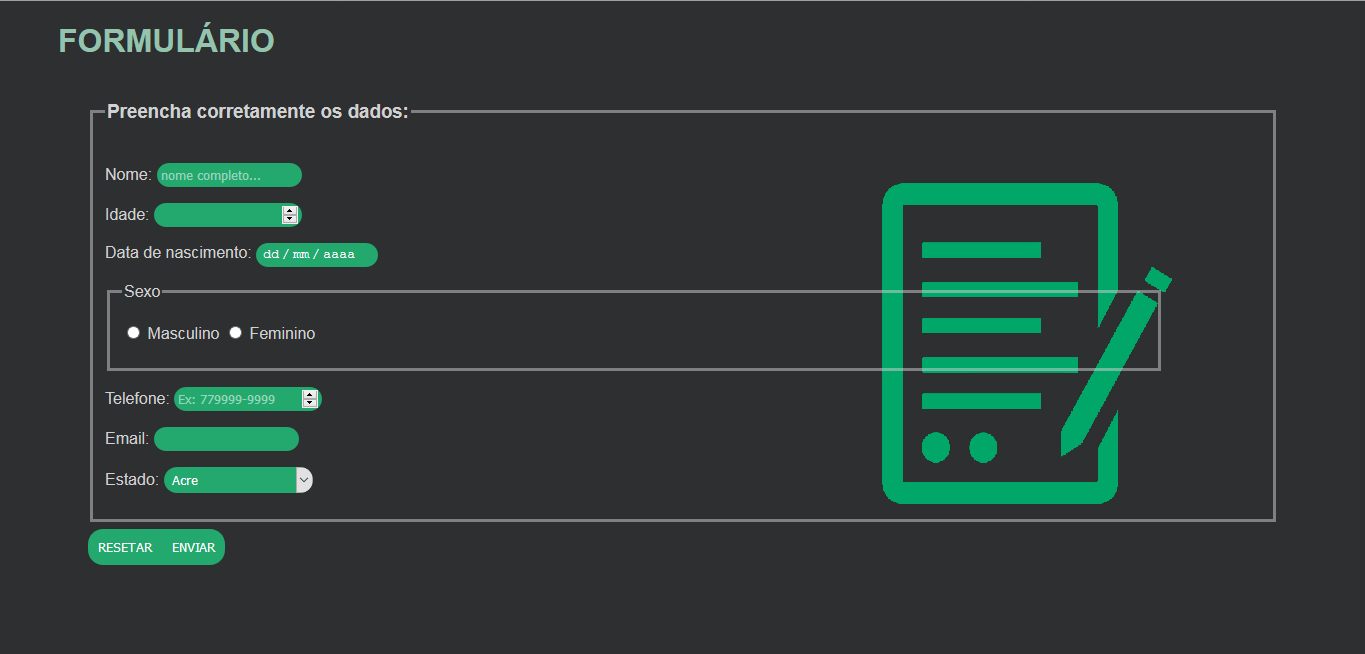 FORMULÁRIO
Preencha corretamente os dados:
Nome: nome completo...
Idade:
Data de nascimento: dd / mm / aaaa
Sexo
Masculino Feminino
Telefone: Ex: 779999-9999
Email:
Estado: Acre
RESETAR ENVIAR